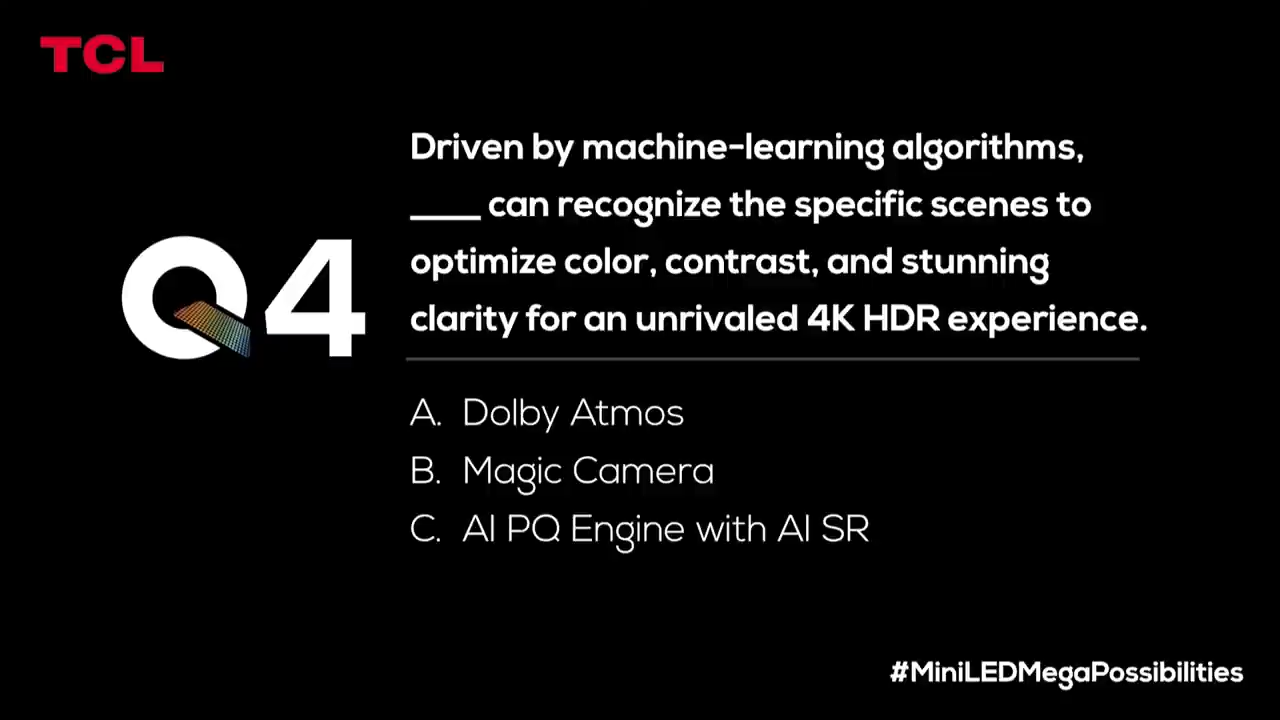 TCL
Q4
Driven by machine-learning algorithms,
____ can recognize the specific scenes to
optimize color, contrast, and stunning
clarity for an unrivaled 4K HDR experience.
A. Dolby Atmos
B. Magic Camera
C. AI PQ Engine with AI SR
#MiniLEDMegaPossibilities